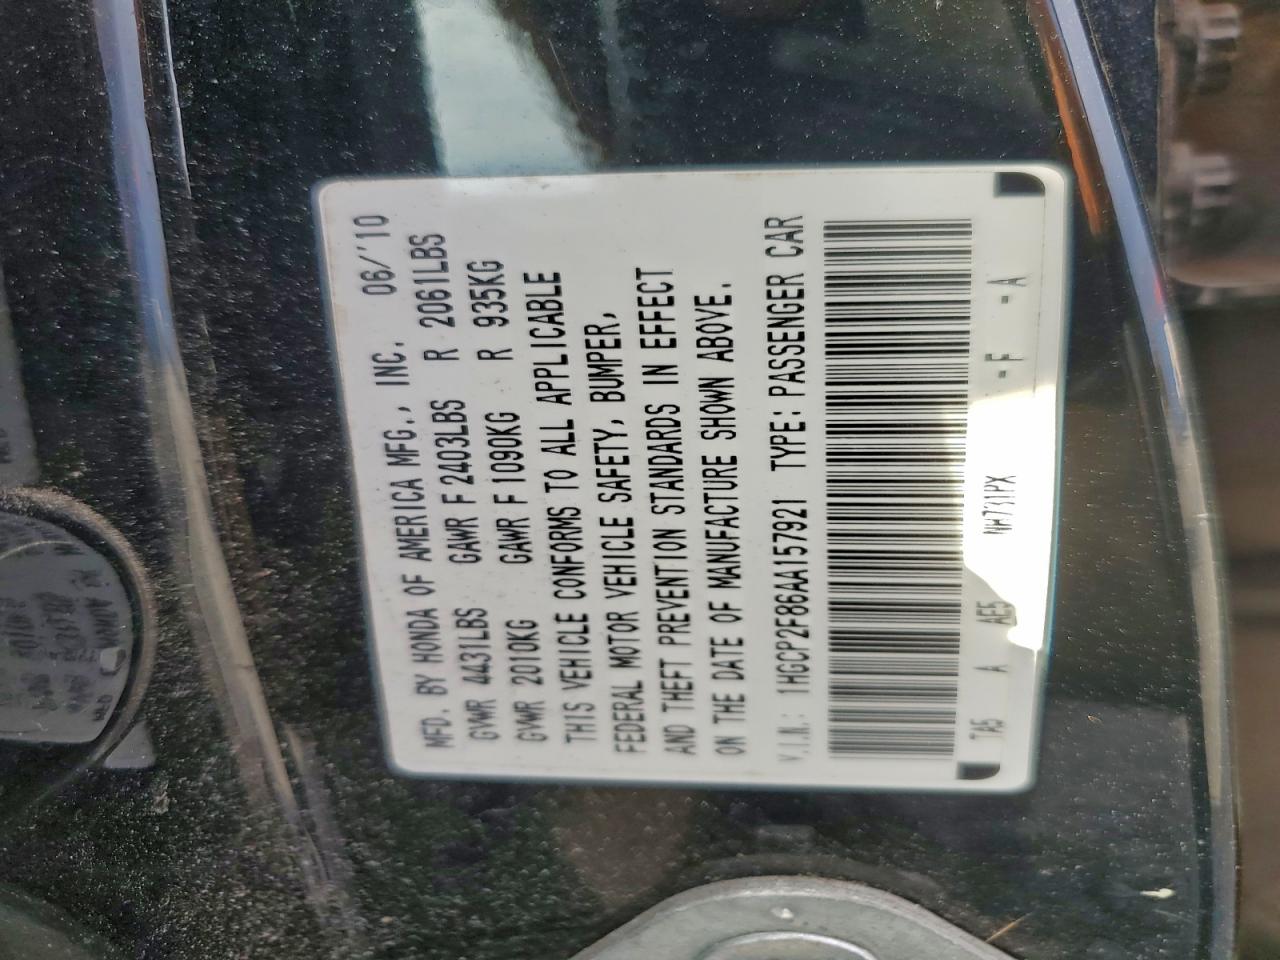 MFD. BY HONDA OF AMERICA MFG., INC. 06/'10
GVWR 4431LBS GAWR F 2403LBS R 2061LBS
GVWR 2010KG GAWR F 1090KG R 935KG
THIS VEHICLE CONFORMS TO ALL APPLICABLE
FEDERAL MOTOR VEHICLE SAFETY, BUMPER,
AND THEFT PREVENTION STANDARDS IN EFFECT
ON THE DATE OF MANUFACTURE SHOWN ABOVE.
V.I.N.: 1HGCP2F86AA157921 TYPE: PASSENGER CAR
TA5 A AE5 NH731PX -F -A